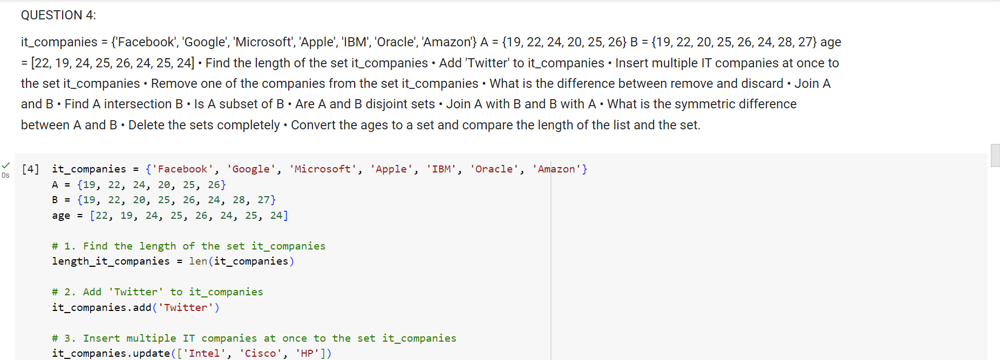 QUESTION 4:
it_companies = {'Facebook', 'Google', 'Microsoft', 'Apple', 'IBM', 'Oracle', 'Amazon'} A = {19, 22, 24, 20, 25, 26} B = {19, 22, 20, 25, 26, 24, 28, 27} age
= [22, 19, 24, 25, 26, 24, 25, 24] • Find the length of the set it_companies • Add 'Twitter' to it_companies • Insert multiple IT companies at once to
the set it_companies • Remove one of the companies from the set it_companies • What is the difference between remove and discard • Join A
and B • Find A intersection B • Is A subset of B • Are A and B disjoint sets • Join A with B and B with A • What is the symmetric difference
between A and B • Delete the sets completely • Convert the ages to a set and compare the length of the list and the set.
[4] it_companies = {'Facebook', 'Google', 'Microsoft', 'Apple', 'IBM', 'Oracle', 'Amazon'}
0s
A = {19, 22, 24, 20, 25, 26}
B = {19, 22, 20, 25, 26, 24, 28, 27}
age = [22, 19, 24, 25, 26, 24, 25, 24]
# 1. Find the length of the set it_companies
length_it_companies = len(it_companies)
# 2. Add 'Twitter' to it_companies
it_companies.add('Twitter')
# 3. Insert multiple IT companies at once to the set it_companies
it_companies.update(['Intel', 'Cisco', 'HP'])